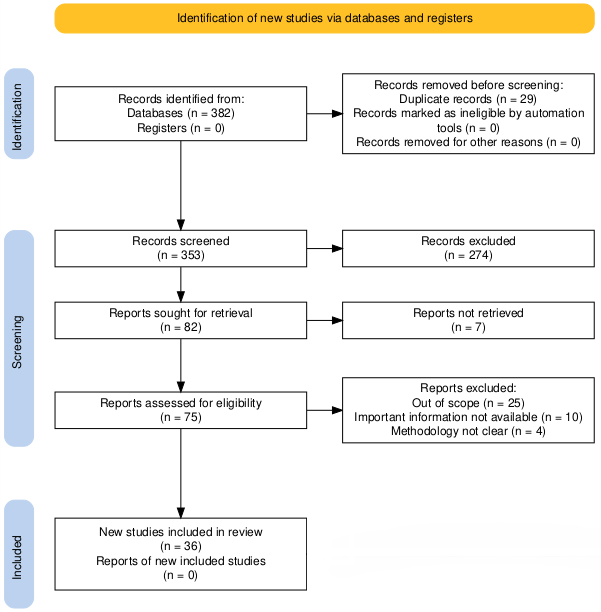 Identification of new studies via databases and registers
Identification
Records identified from:
Databases (n = 382)
Registers (n = 0)
Records removed before screening:
Duplicate records (n = 29)
Records marked as ineligible by automation
tools (n = 0)
Records removed for other reasons (n = 0)
Screening
Records screened
(n = 353)
Records excluded
(n = 274)
Reports sought for retrieval
(n = 82)
Reports not retrieved
(n = 7)
Reports assessed for eligibility
(n = 75)
Reports excluded:
Out of scope (n = 25)
Important information not available (n = 10)
Methodology not clear (n = 4)
Included
New studies included in review
(n = 36)
Reports of new included studies
(n = 0)